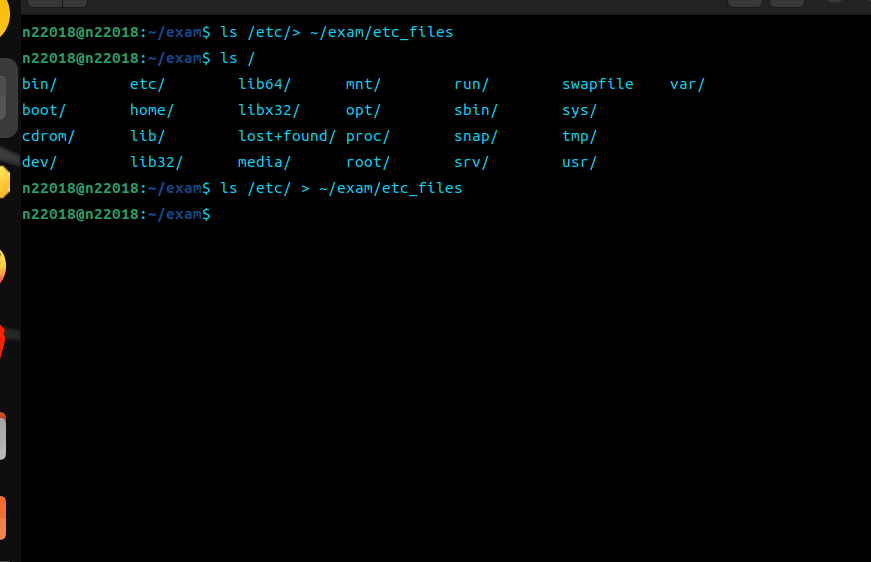 n22018@n22018:~/exam$ ls /etc/> ~/exam/etc_files
n22018@n22018:~/exam$ ls /
bin/ etc/ lib64/ mnt/ run/ swapfile var/
boot/ home/ libx32/ opt/ sbin/ sys/
cdrom/ lib/ lost+found/ proc/ snap/ tmp/
dev/ lib32/ media/ root/ srv/ usr/
n22018@n22018:~/exam$ ls /etc/ > ~/exam/etc_files
n22018@n22018:~/exam$